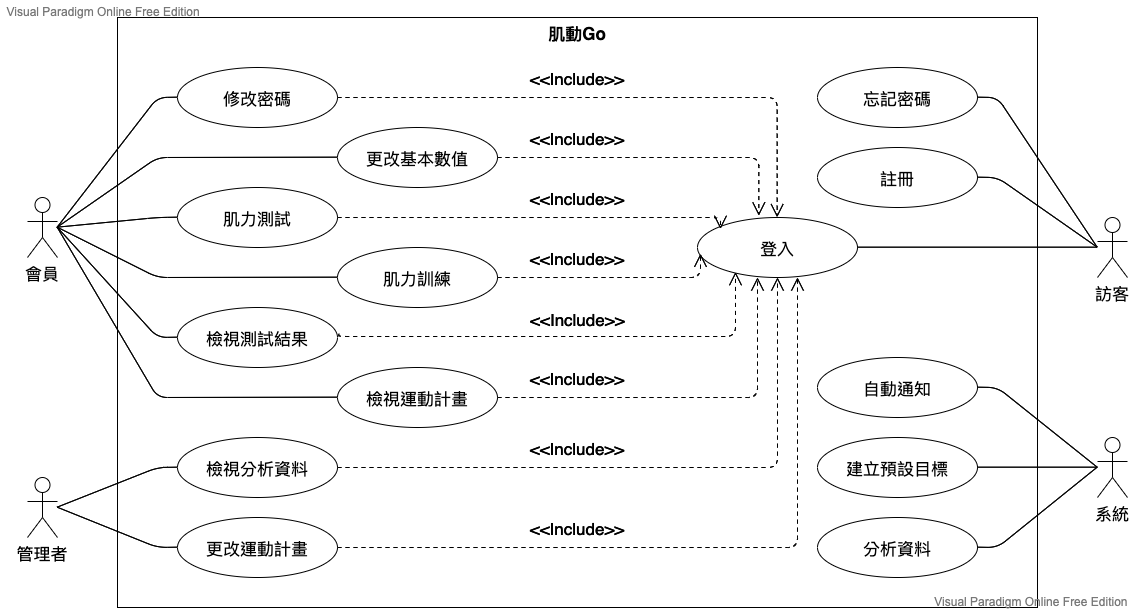 Visual Paradigm Online Free Edition
肌動Go
修改密碼
<<Include>>
忘記密碼
更改基本數值
<<Include>>
註冊
肌力測試
<<Include>>
登入
會員
訪客
肌力訓練
<<Include>>
檢視測試結果
<<Include>>
檢視運動計畫
<<Include>>
自動通知
檢視分析資料
<<Include>>
建立預設目標
系統
管理者
更改運動計畫
<<Include>>
分析資料
Visual Paradigm Online Free Edition